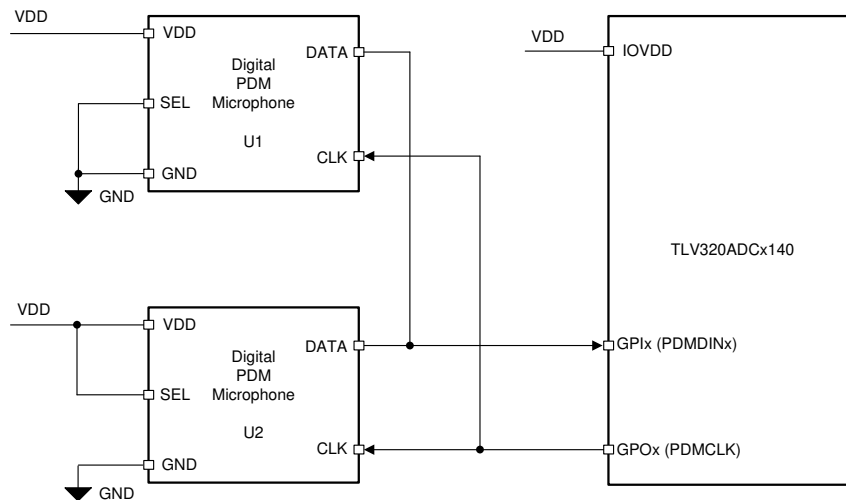 VDD
VDD
SEL
GND
GND
Digital
PDM
Microphone
U1
DATA
CLK
VDD
IOVDD
TLV320ADCx140
VDD
VDD
SEL
GND
GND
Digital
PDM
Microphone
U2
DATA
CLK
GPIx (PDMDINx)
GPOx (PDMCLK)